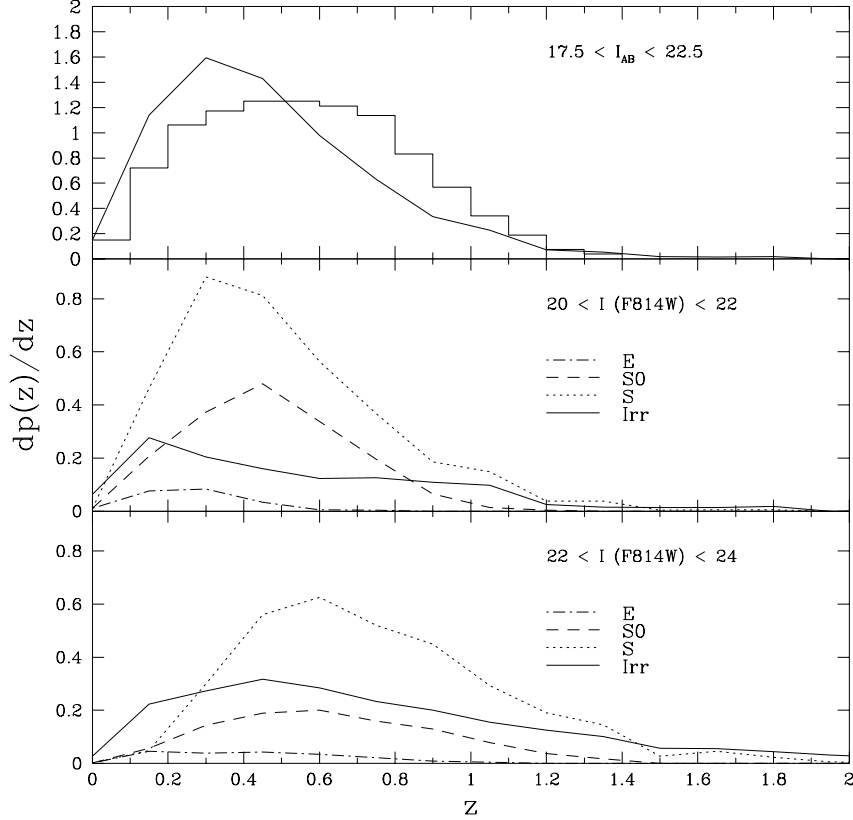 2
1.8
1.6
1.4
1.2
1
0.8
0.6
0.4
0.2
0
17.5 < I_AB < 22.5
0.8
0.6
0.4
0.2
0
20 < I (F814W) < 22
E
S0
S
Irr
dp(z)/dz
0.8
0.6
0.4
0.2
0
22 < I (F814W) < 24
E
S0
S
Irr
0 0.2 0.4 0.6 0.8 1 1.2 1.4 1.6 1.8 2
z